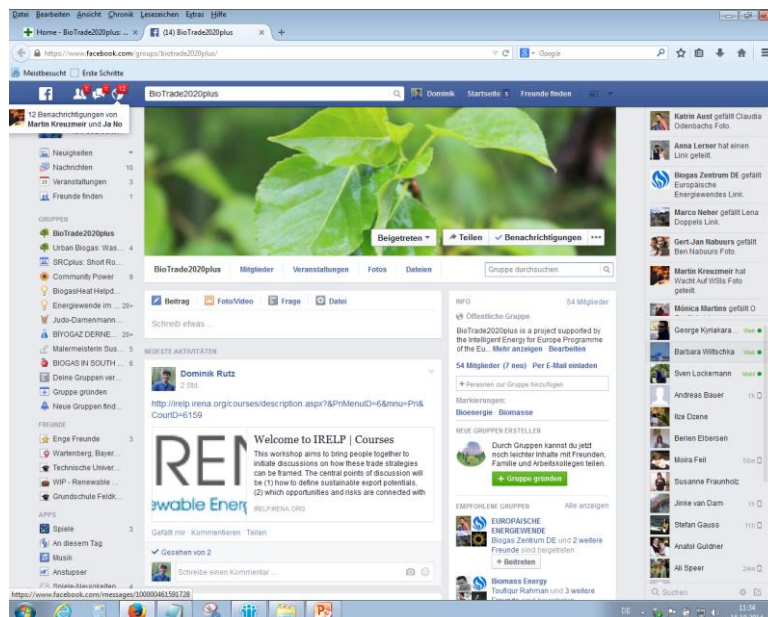 Datei Bearbeiten Ansicht Chronik Lesezeichen Extras Hilfe
Home - BioTrade2020plus: ...
(14) BioTrade2020plus
https://www.facebook.com/groups/biotrade2020plus/
Google
Meistbesucht Erste Schritte
1 1 12
BioTrade2020plus
Dominik Startseite 5 Freunde finden
12 Benachrichtigungen von
Martin Kreuzmeir und Ja No
Neuigkeiten
Nachrichten 10
Veranstaltungen 3
Freunde finden 1
GRUPPEN
BioTrade2020plus
Urban Biogas: Was... 4
SRCplus: Short Ro...
Community Power 9
BiogasHeat Helpd...
Energiewende im ... 20+
Judo-Damenmann...
BİYOGAZ DERNE... 20+
Malermeisterin Sus... 5
BIOGAS IN SOUTH ... 6
Deine Gruppen ver...
Gruppe gründen
Neue Gruppen find...
FREUNDE
Enge Freunde 3
Wartenberg, Bayer...
Technische Univer...
WIP - Renewable ...
Grundschule Feldk...
APPS
Spiele 3
An diesem Tag
Musik
Anstupser
Spiele-Neuigkeiten 4
https://www.facebook.com/messages/100000461591728
Beigetreten Teilen Benachrichtigungen
BioTrade2020plus Mitglieder Veranstaltungen Fotos Dateien
Gruppe durchsuchen
Beitrag Foto/Video Frage Datei
Schreib etwas ...
NEUESTE AKTIVITÄTEN
Dominik Rutz
2 Std.
http://irelp.irena.org/courses/description.aspx?&PriMenuID=6&mnu=Pri&
CourID=6159
REN
ewable Energ
Welcome to IRELP | Courses
This workshop aims to bring people together to
initiate discussions on how these trade strategies
can be framed. The central points of discussion will
be (1) how to define sustainable export potentials,
(2) which opportunities and risks are connected with
IRELP.IRENA.ORG
Gefällt mir Kommentieren Teilen
Gesehen von 2
Schreibe einen Kommentar ...
INFO 54 Mitglieder
Öffentliche Gruppe
BioTrade2020plus is a project supported by
the Intelligent Energy for Europe Programme
of the Eu... Mehr anzeigen Bearbeiten
54 Mitglieder (7 neu) Per E-Mail einladen
+ Personen zur Gruppe hinzufügen
Markierungen:
Bioenergie Biomasse
NEUE GRUPPEN ERSTELLEN
Durch Gruppen kannst du jetzt
noch leichter Inhalte mit Freunden,
Familie und Arbeitskollegen teilen.
+ Gruppe gründen
EMPFOHLENE GRUPPEN Alle anzeigen
EUROPÄISCHE
ENERGIEWENDE
Biogas Zentrum DE und 2 weitere
Freunde sind beigetreten
+ Beitreten
Biomass Energy
Toufiqur Rahman und 3 weitere
Katrin Aust gefällt Claudia
Odenbachs Foto.
Anna Lerner hat einen
Link geteilt.
Biogas Zentrum DE gefällt
Europäische
Energiewendes Link.
Marco Neher gefällt Lena
Doppels Link.
Gert-Jan Nabuurs gefällt
Ben Nabuurs Foto.
Martin Kreuzmeir hat
Wacht Auf WSIs Foto
geteilt.
Mónica Martins gefällt O
George Kyriakara... Web
Barbara Wiltschka Web
Sven Lockemann Web
Andreas Bauer 1h
Ilze Dzene
Berien Elbersen
Moira Feil 50m
Susanne Fraunholz
Jinke van Dam 1h
Stefan Gauss 11h
Anatol Guldner
Ali Speer 24m
Suchen
DE
11:34